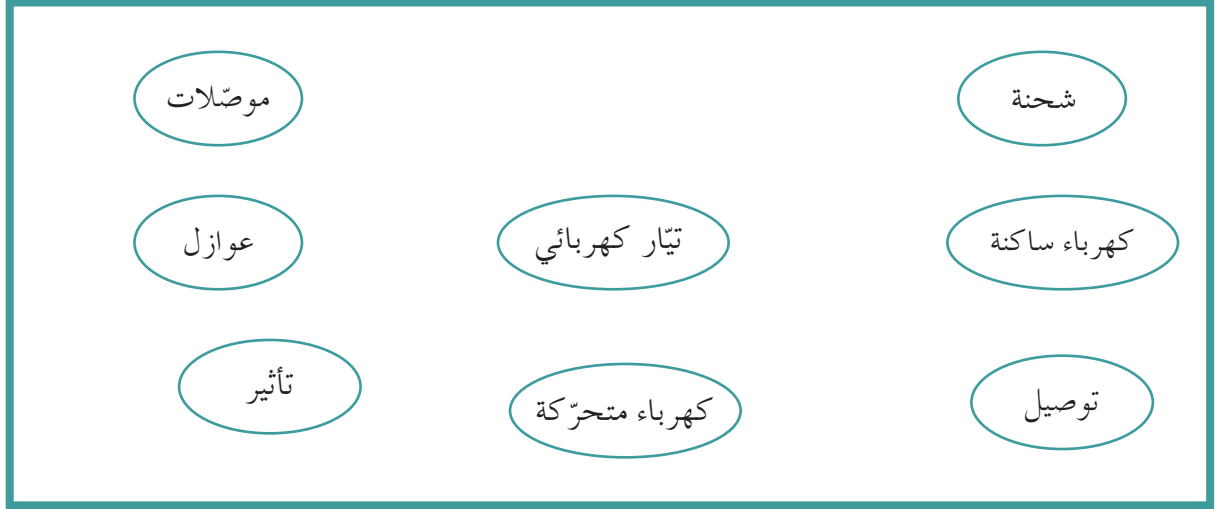 شحنة
موصّلات
كهرباء ساكنة
تيّار كهربائي
عوازل
توصيل
كهرباء متحرّكة
تأثير